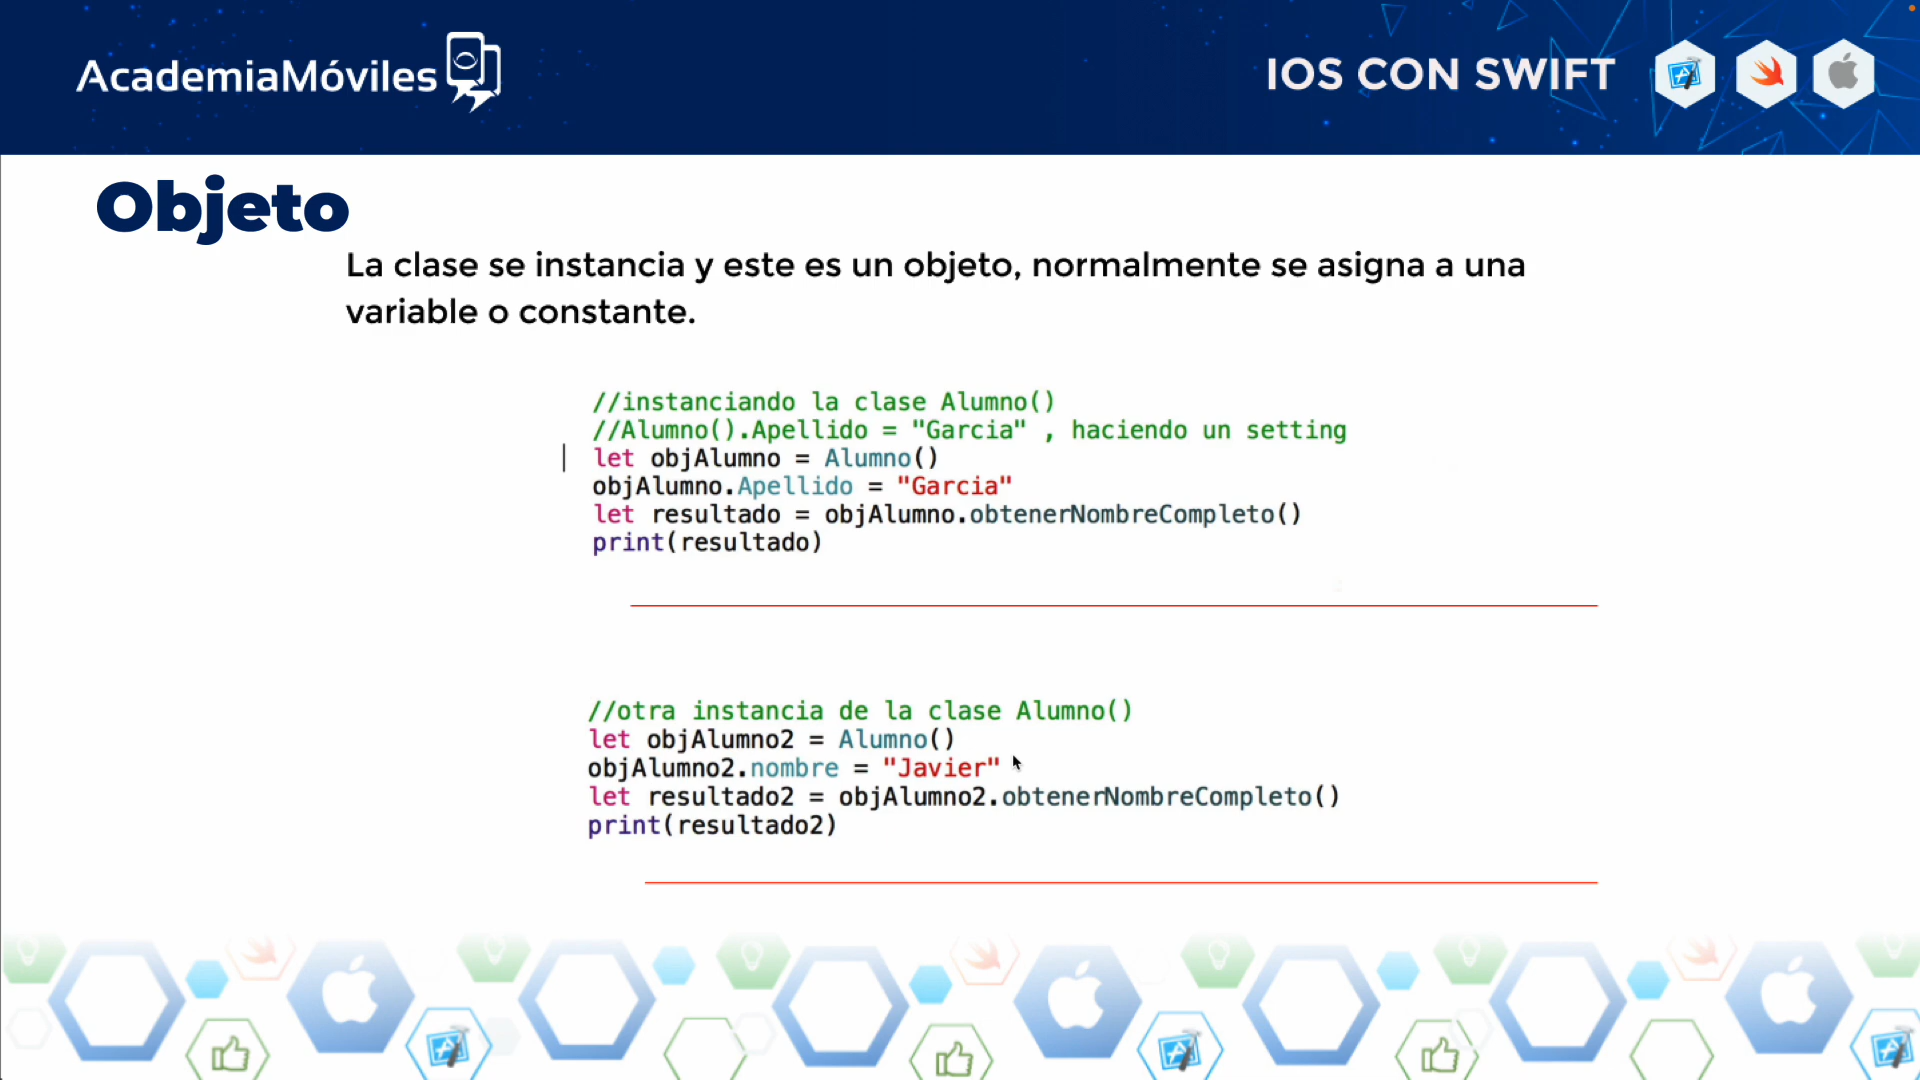 AcademiaMóviles
IOS CON SWIFT
Objeto
La clase se instancia y este es un objeto, normalmente se asigna a una
variable o constante.
//instanciando la clase Alumno()
//Alumno().Apellido = "Garcia" , haciendo un setting
let objAlumno = Alumno()
objAlumno.Apellido = "Garcia"
let resultado = objAlumno.obtenerNombreCompleto()
print(resultado)
//otra instancia de la clase Alumno()
let objAlumno2 = Alumno()
objAlumno2.nombre = "Javier"
let resultado2 = objAlumno2.obtenerNombreCompleto()
print(resultado2)